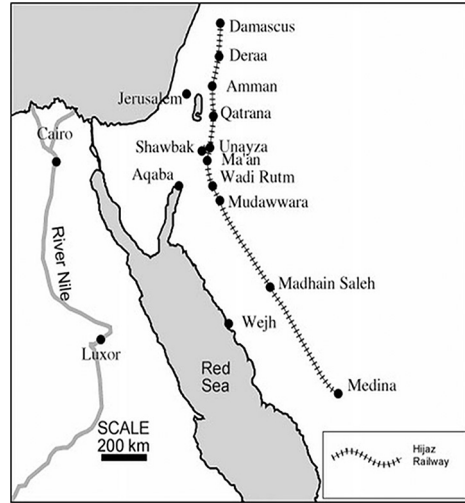 Damascus
Deraa
Amman
Jerusalem
Qatrana
Cairo
Shawbak
Unayza
Ma'an
Aqaba
Wadi Rutm
Mudawwara
River Nile
Madhain Saleh
Wejh
Luxor
Red
Sea
Medina
SCALE
200 km
Hijaz
Railway